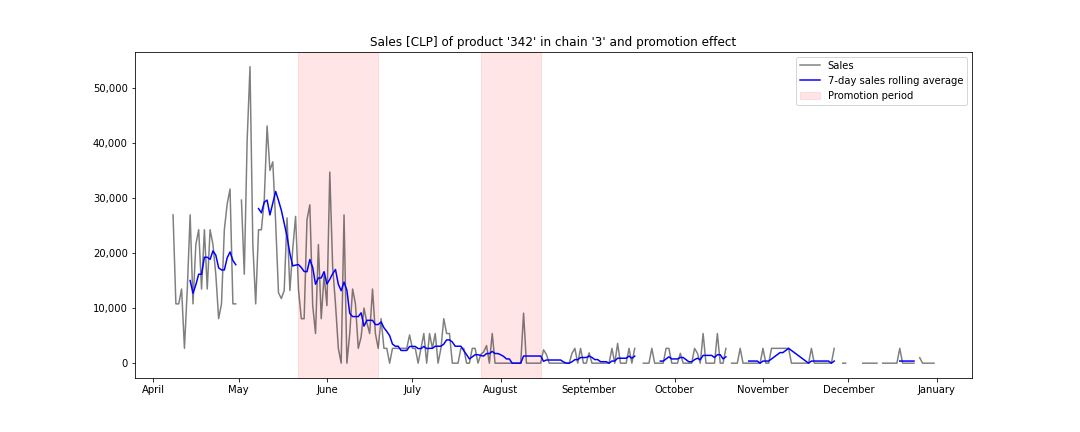 Sales [CLP] of product '342' in chain '3' and promotion effect
Sales
7-day sales rolling average
Promotion period
50,000
40,000
30,000
20,000
10,000
0
April May June July August September October November December January